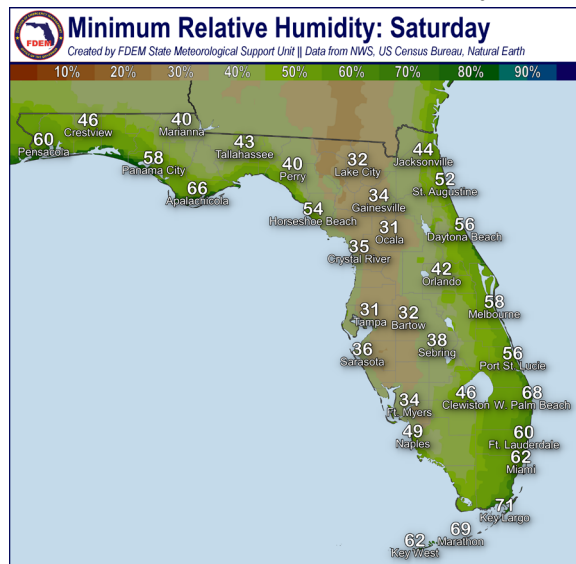 FDEM
Minimum Relative Humidity: Saturday
Created by FDEM State Meteorological Support Unit || Data from NWS, US Census Bureau, Natural Earth
10% 20% 30% 40% 50% 60% 70% 80% 90%
46
Crestview
40
Marianna
60
Pensacola
58
Panama City
43
Tallahassee
66
Apalachicola
40
Perry
32
Lake City
44
Jacksonville
52
St. Augustine
34
Gainesville
54
Horseshoe Beach
31
Ocala
56
Daytona Beach
35
Crystal River
42
Orlando
58
Melbourne
31
Tampa
32
Bartow
36
Sarasota
38
Sebring
56
Port St. Lucie
34
Ft. Myers
46
Clewiston
68
W. Palm Beach
49
Naples
60
Ft. Lauderdale
62
Miami
71
Key Largo
69
Marathon
62
Key West